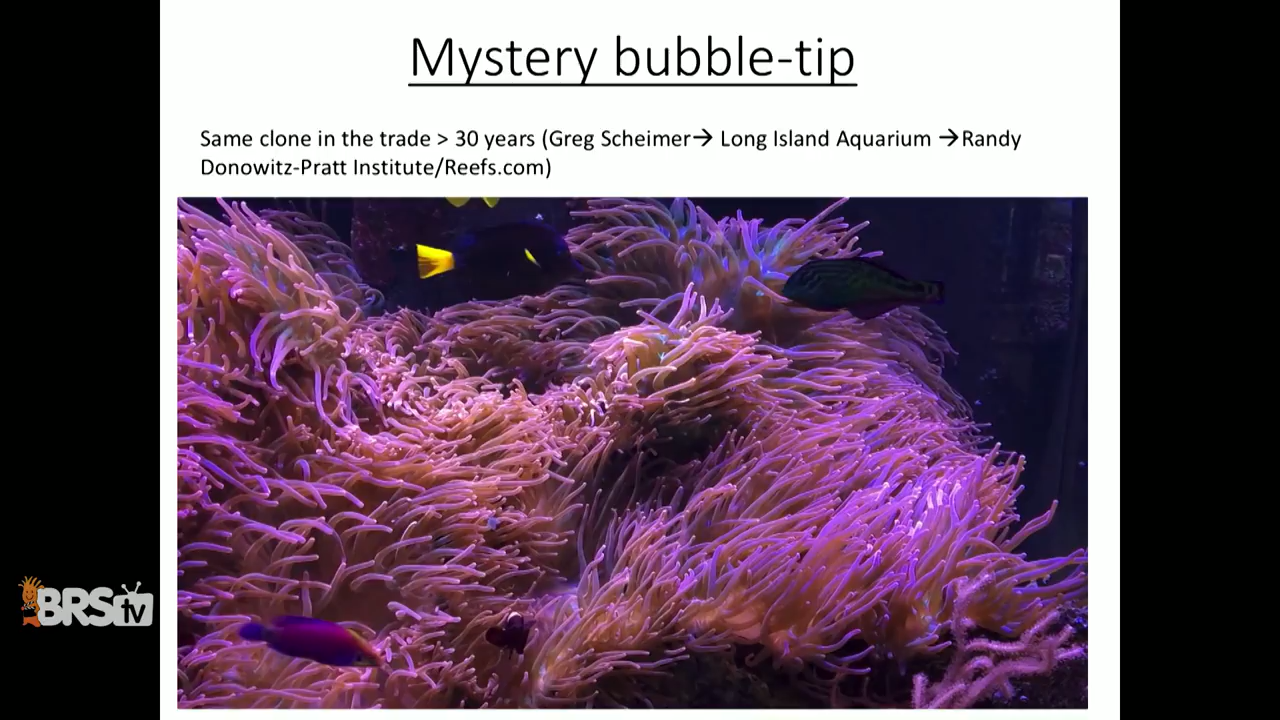 Mystery bubble-tip
Same clone in the trade > 30 years (Greg Scheimer→ Long Island Aquarium →Randy
Donowitz-Pratt Institute/Reefs.com)
BRStv